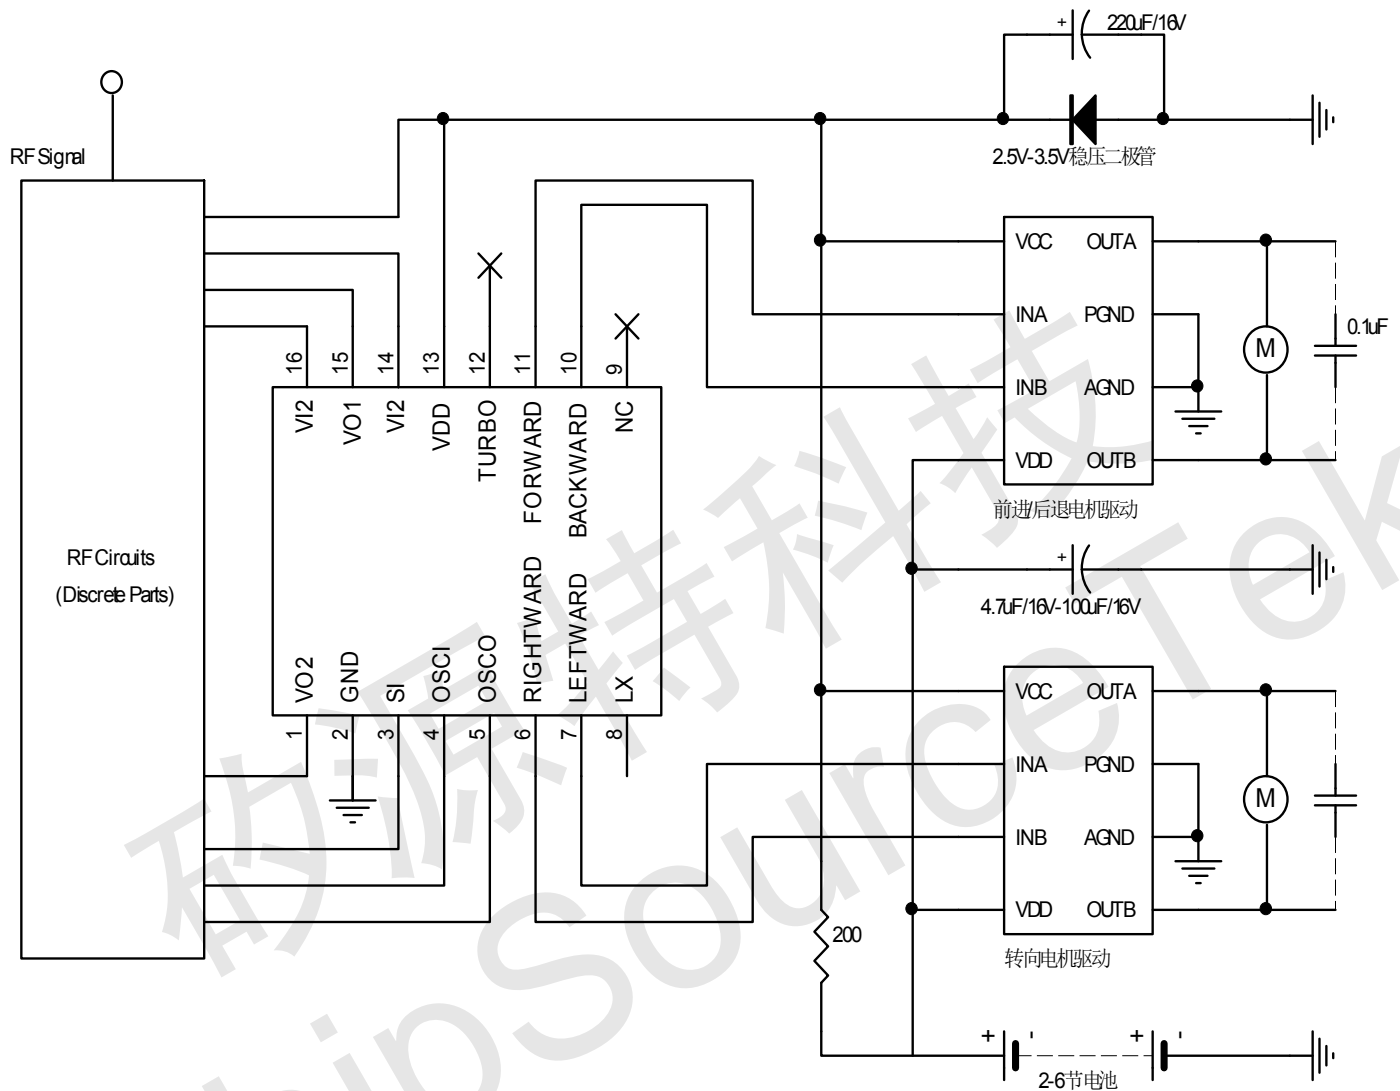 220uF/16V
+
RF Signal
2.5V-3.5V稳压二极管
VCC OUTA
INA PGND
0.1uF
M
INB AGND
VDD OUTB
前进/后退电机驱动
16 15 14 13 12 11 10 9
VI2 VO1 VI2 VDD TURBO FORWARD BACKWARD NC
RF Circuits
(Discrete Parts)
+
4.7uF/16V-100uF/16V
VO2 GND SI OSCI OSCO RIGHTWARD LEFTWARD LX
1 2 3 4 5 6 7 8
VCC OUTA
INA PGND
M
INB AGND
VDD OUTB
200
转向电机驱动
+ ' + '
2-6节电池
矽源特科技
hipSourceTek